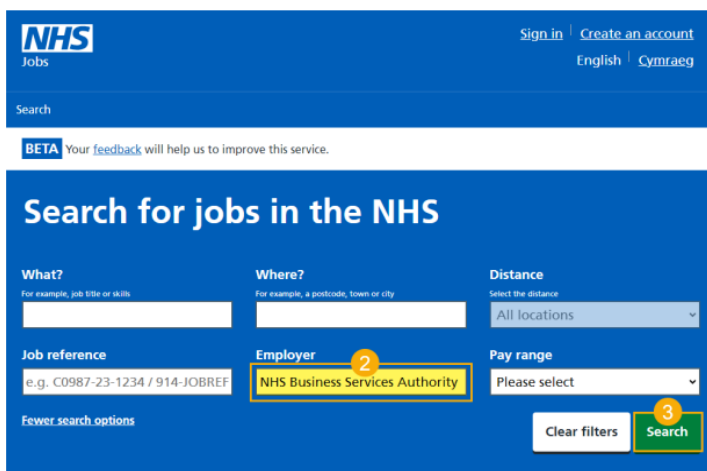 NHS
Jobs
Sign in
Create an account
English
Cymraeg
Search
BETA Your feedback will help us to improve this service.
Search for jobs in the NHS
What?
For example, job title or skills
Where?
For example, a postcode, town or city
Distance
Select the distance
All locations
Job reference
e.g. C0987-23-1234 / 914-JOBREF
Employer
2
NHS Business Services Authority
Pay range
Please select
Fewer search options
Clear filters
3
Search